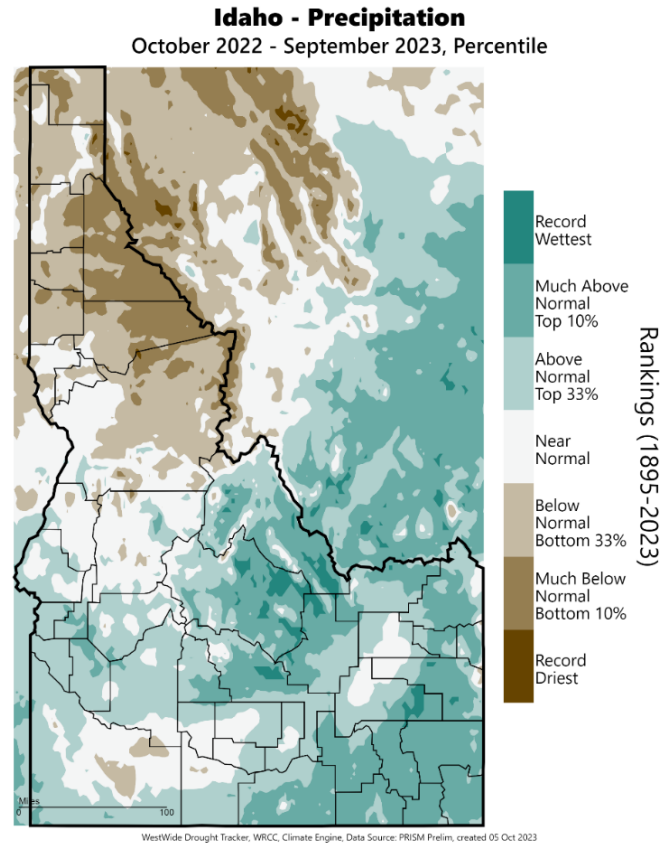 Idaho - Precipitation
October 2022 - September 2023, Percentile
Record
Wettest
Much Above
Normal
Top 10%
Above
Normal
Top 33%
Near
Normal
Below
Normal
Bottom 33%
Much Below
Normal
Bottom 10%
Record
Driest
Rankings (1895-2023)
Miles
0 100
WestWide Drought Tracker, WRCC, Climate Engine, Data Source: PRISM Prelim, created 05 Oct 2023